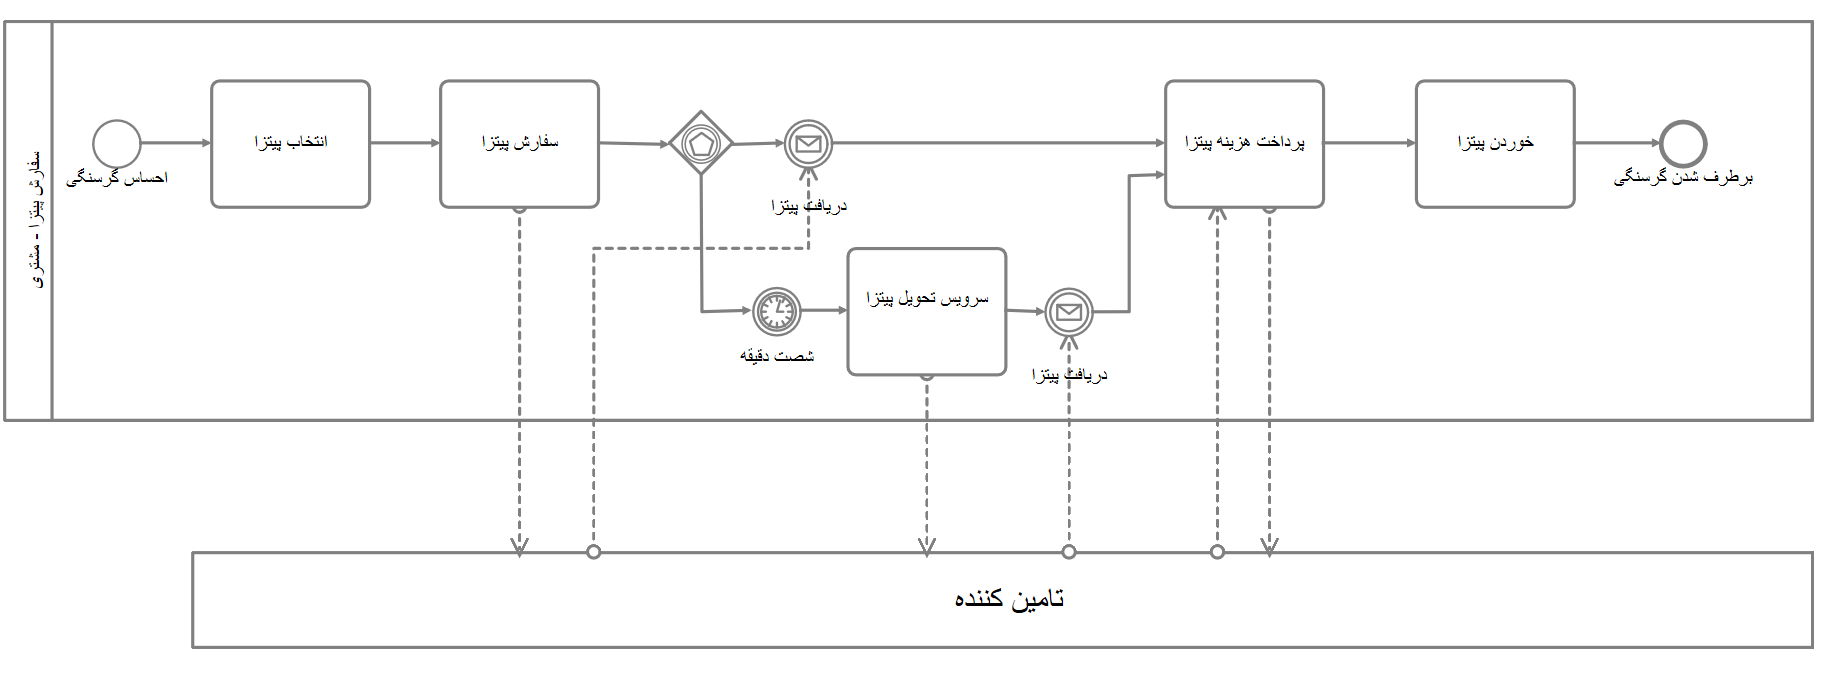 سفارش پیتزا - مشتری
احساس گرسنگی
انتخاب پیتزا
سفارش پیتزا
دریافت پیتزا
شصت دقیقه
سرویس تحویل پیتزا
دریافت پیتزا
پرداخت هزینه پیتزا
خوردن پیتزا
برطرف شدن گرسنگی
تامین کننده